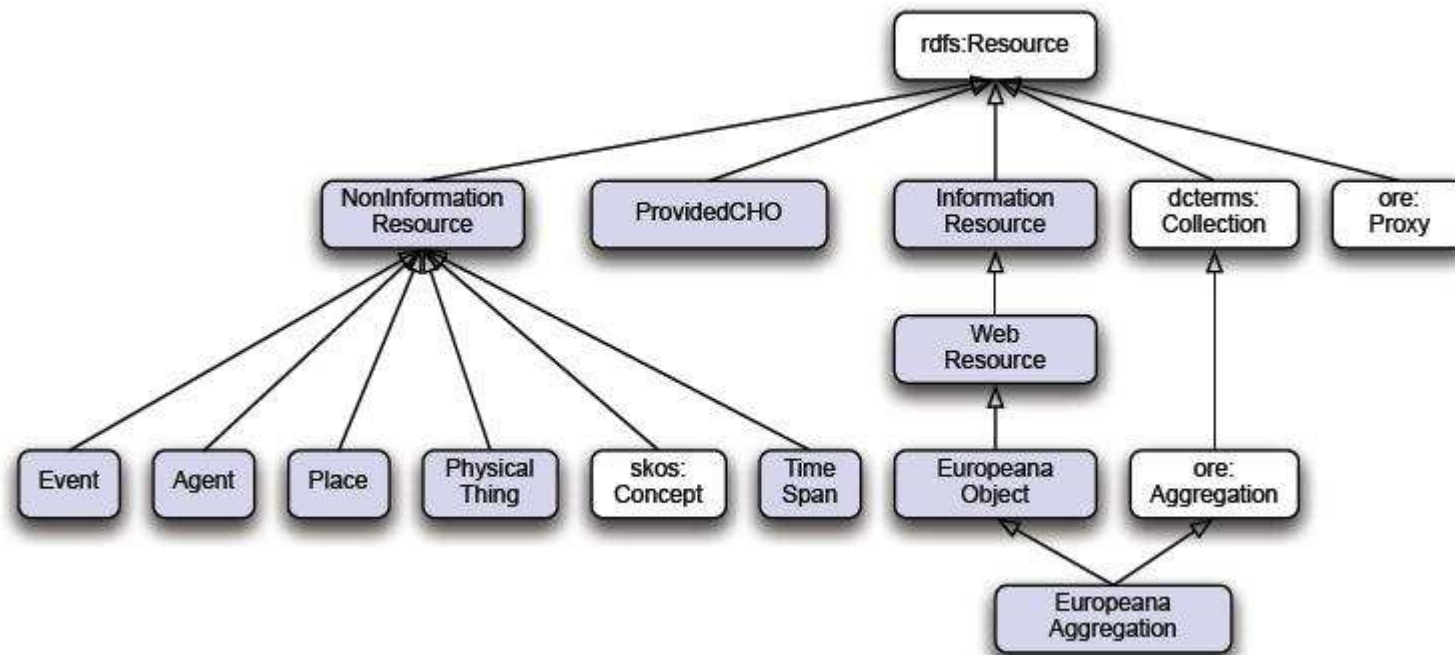 rdfs:Resource
NonInformation
Resource
ProvidedCHO
Information
Resource
dcterms:
Collection
ore:
Proxy
Web
Resource
Event
Agent
Place
Physical
Thing
skos:
Concept
Time
Span
Europeana
Object
ore:
Aggregation
Europeana
Aggregation